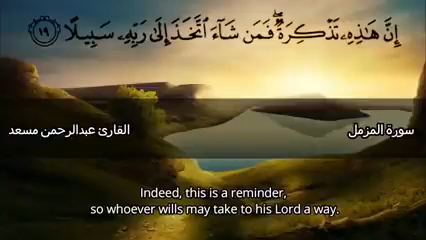 إِنَّ هَـٰذِهِۦ تَذْكِرَةٌۖ فَمَن شَآءَ ٱتَّخَذَ إِلَىٰ رَبِّهِۦ سَبِيلًا ١٩
سورة المزمل
القارئ عبدالرحمن مسعد
Indeed, this is a reminder,
so whoever wills may take to his Lord a way.